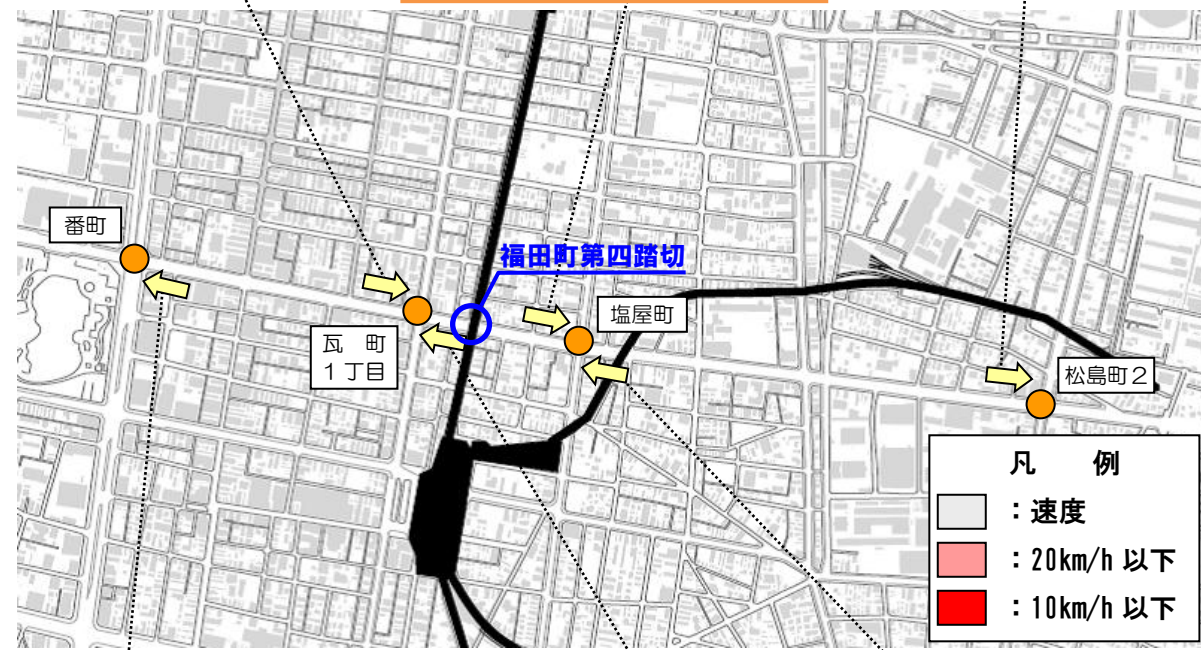 福田町第四踏切
番町
塩屋町
瓦 町
1丁目
松島町2
凡 例
：速度
：20km/h 以下
：10km/h 以下